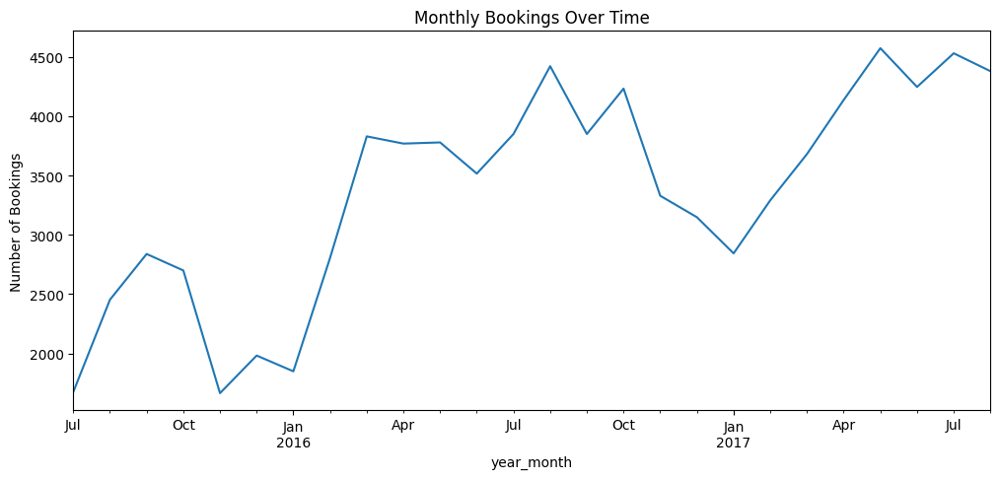 Monthly Bookings Over Time
Number of Bookings
4500
4000
3500
3000
2500
2000
Jul Oct Jan Apr Jul Oct Jan Apr Jul
2016 2017
year_month